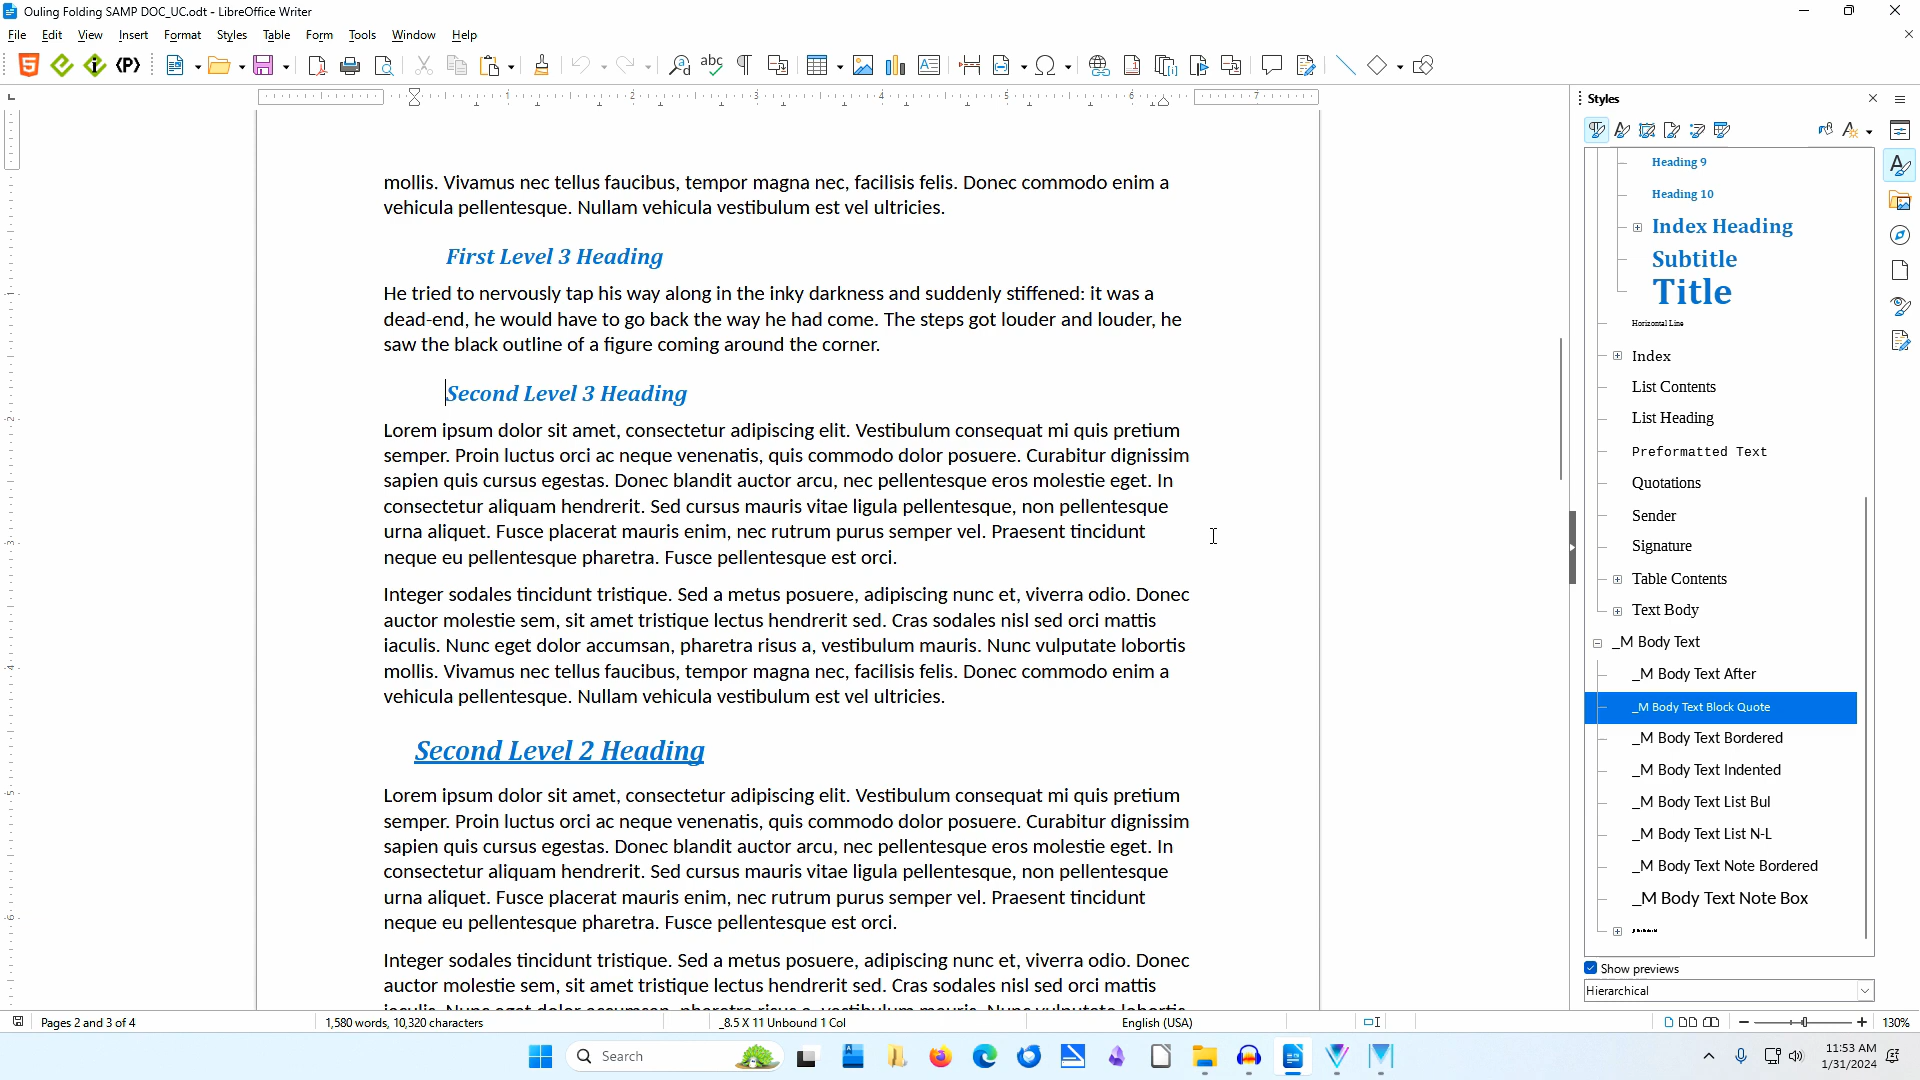 Ouling Folding SAMP DOC_UC.odt - LibreOffice Writer
File Edit View Insert Format Styles Table Form Tools Window Help
1 2 3 4 5 6 7
Styles
mollis. Vivamus nec tellus faucibus, tempor magna nec, facilisis felis. Donec commodo enim a
vehicula pellentesque. Nullam vehicula vestibulum est vel ultricies.
First Level 3 Heading
He tried to nervously tap his way along in the inky darkness and suddenly stiffened: it was a
dead-end, he would have to go back the way he had come. The steps got louder and louder, he
saw the black outline of a figure coming around the corner.
Second Level 3 Heading
Lorem ipsum dolor sit amet, consectetur adipiscing elit. Vestibulum consequat mi quis pretium
semper. Proin luctus orci ac neque venenatis, quis commodo dolor posuere. Curabitur dignissim
sapien quis cursus egestas. Donec blandit auctor arcu, nec pellentesque eros molestie eget. In
consectetur aliquam hendrerit. Sed cursus mauris vitae ligula pellentesque, non pellentesque
urna aliquet. Fusce placerat mauris enim, nec rutrum purus semper vel. Praesent tincidunt
neque eu pellentesque pharetra. Fusce pellentesque est orci.
Integer sodales tincidunt tristique. Sed a metus posuere, adipiscing nunc et, viverra odio. Donec
auctor molestie sem, sit amet tristique lectus hendrerit sed. Cras sodales nisl sed orci mattis
iaculis. Nunc eget dolor accumsan, pharetra risus a, vestibulum mauris. Nunc vulputate lobortis
mollis. Vivamus nec tellus faucibus, tempor magna nec, facilisis felis. Donec commodo enim a
vehicula pellentesque. Nullam vehicula vestibulum est vel ultricies.
Second Level 2 Heading
Lorem ipsum dolor sit amet, consectetur adipiscing elit. Vestibulum consequat mi quis pretium
semper. Proin luctus orci ac neque venenatis, quis commodo dolor posuere. Curabitur dignissim
sapien quis cursus egestas. Donec blandit auctor arcu, nec pellentesque eros molestie eget. In
consectetur aliquam hendrerit. Sed cursus mauris vitae ligula pellentesque, non pellentesque
urna aliquet. Fusce placerat mauris enim, nec rutrum purus semper vel. Praesent tincidunt
neque eu pellentesque pharetra. Fusce pellentesque est orci.
Integer sodales tincidunt tristique. Sed a metus posuere, adipiscing nunc et, viverra odio. Donec
auctor molestie sem, sit amet tristique lectus hendrerit sed. Cras sodales nisl sed orci mattis
iaculis. Nunc eget dolor accumsan, pharetra risus a, vestibulum mauris. Nunc vulputate lobortis
Heading 9
Heading 10
Index Heading
Subtitle
Title
Horizontal Line
Index
List Contents
List Heading
Preformatted Text
Quotations
Sender
Signature
Table Contents
Text Body
_M Body Text
_M Body Text After
_M Body Text Block Quote
_M Body Text Bordered
_M Body Text Indented
_M Body Text List Bul
_M Body Text List N-L
_M Body Text Note Bordered
_M Body Text Note Box
Show previews
Hierarchical
Pages 2 and 3 of 4
1,580 words, 10,320 characters
_8.5 X 11 Unbound 1 Col
English (USA)
130%
Search
11:53 AM
1/31/2024